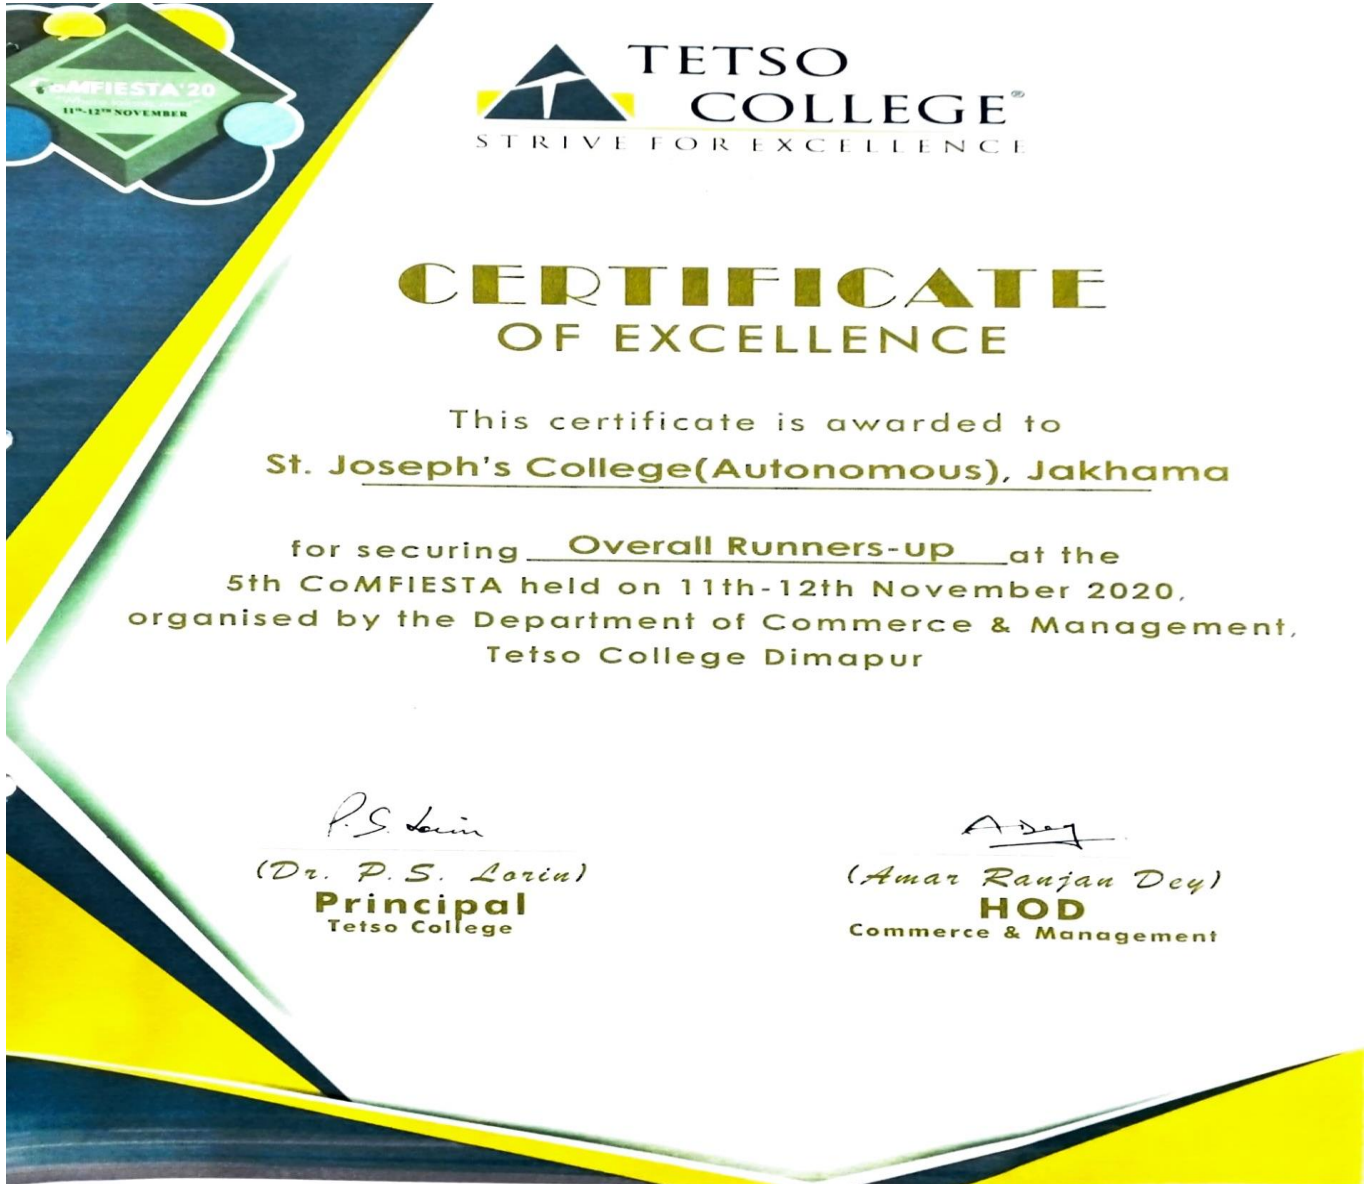 CoMFIESTA'20
11th-12th NOVEMBER
TETSO
COLLEGE®
STRIVE FOR EXCELLENCE
CERTIFICATE
OF EXCELLENCE
This certificate is awarded to
St. Joseph's College(Autonomous), Jakhama
for securing Overall Runners-up at the
5th CoMFIESTA held on 11th-12th November 2020,
organised by the Department of Commerce & Management,
Tetso College Dimapur
P.S. Lorin
(Dr. P.S. Lorin)
Principal
Tetso College
A Dey
(Amar Ranjan Dey)
HOD
Commerce & Management